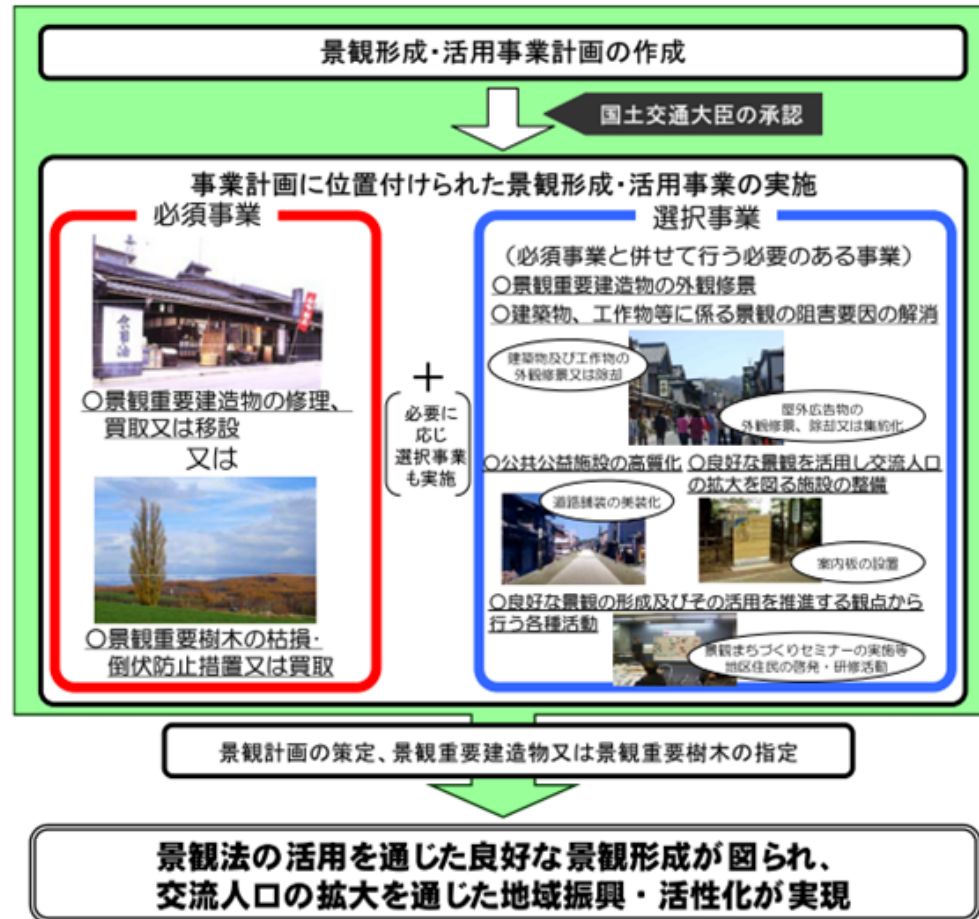 景観形成・活用事業計画の作成
国土交通大臣の承認
事業計画に位置付けられた景観形成・活用事業の実施
必須事業
○景観重要建造物の修理、
買取又は移設
又は
○景観重要樹木の枯損・
倒伏防止措置又は買取
＋
必要に
応じ
選択事業
も実施
選択事業
（必須事業と併せて行う必要のある事業）
○景観重要建造物の外観修景
○建築物、工作物等に係る景観の阻害要因の解消
建築物及び工作物の
外観修景又は除却
屋外広告物の
外観修景、除却又は集約化
○公共公益施設の高質化
道路舗装の美装化
○良好な景観を活用し交流人口
の拡大を図る施設の整備
案内板の設置
○良好な景観の形成及びその活用を推進する観点から
行う各種活動
景観まちづくりセミナーの実施等
地区住民の啓発・研修活動
景観計画の策定、景観重要建造物又は景観重要樹木の指定
景観法の活用を通じた良好な景観形成が図られ、
交流人口の拡大を通じた地域振興・活性化が実現